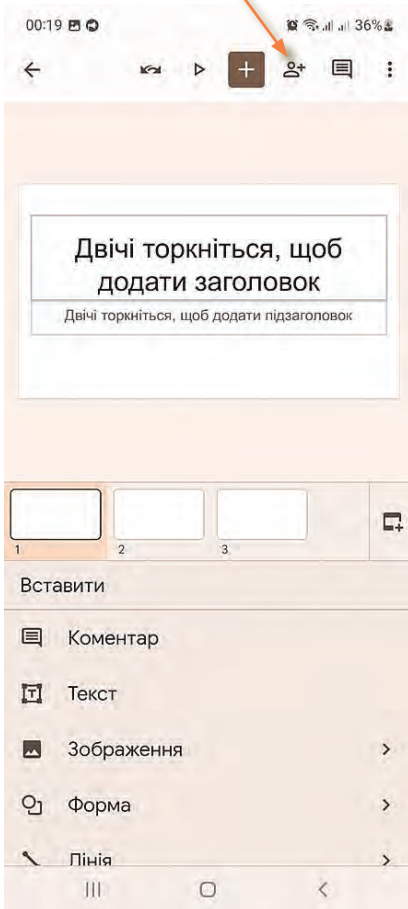 00:19 36%
Двічі торкніться, щоб
додати заголовок
Двічі торкніться, щоб додати підзаголовок
1 2 3
Вставити
Коментар
Текст
Зображення
Форма
Лінія